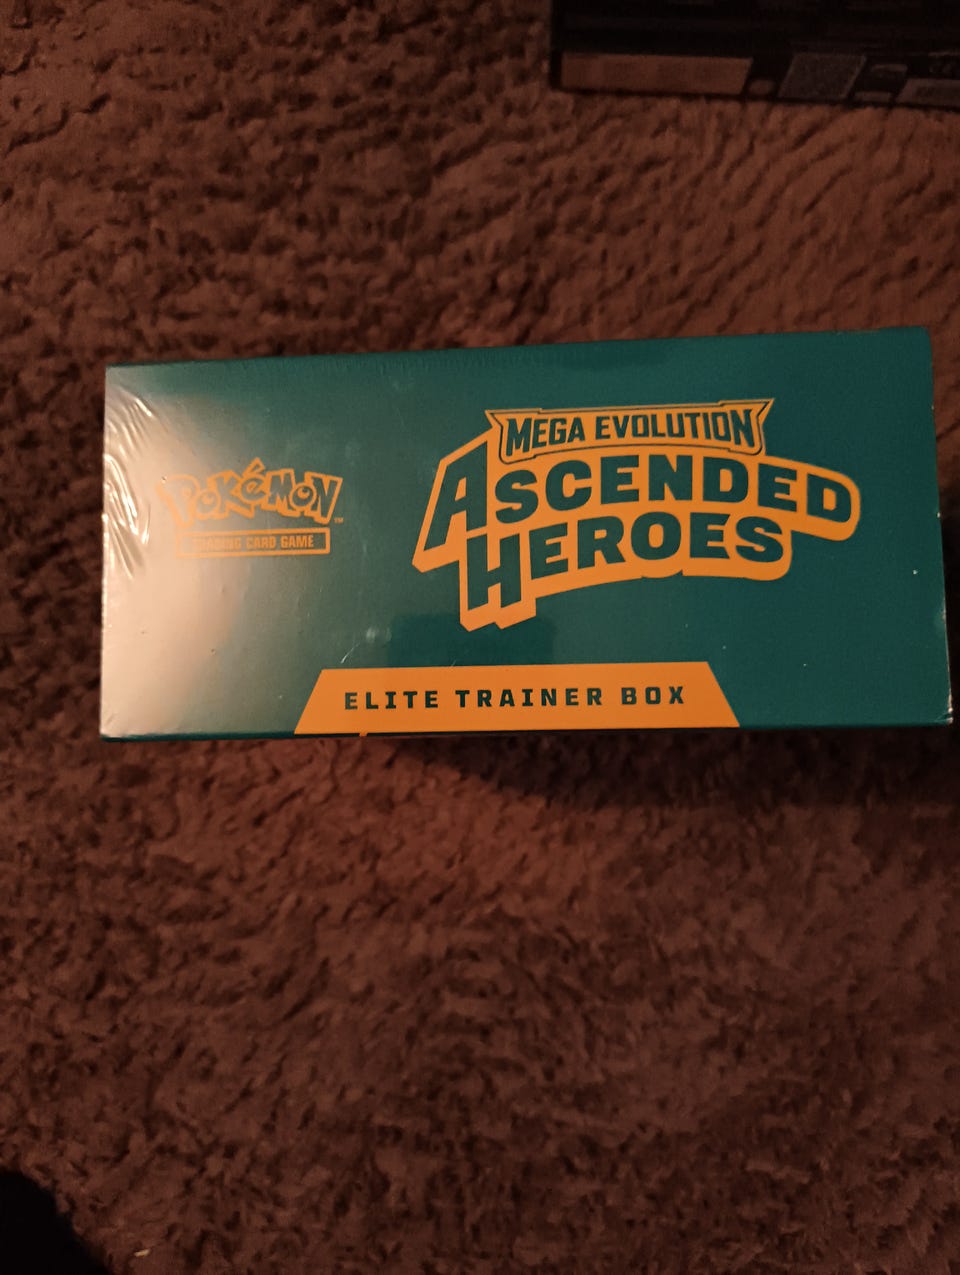 POKéMON
TRADING CARD GAME
MEGA EVOLUTION
ASCENDED
HEROES
ELITE TRAINER BOX